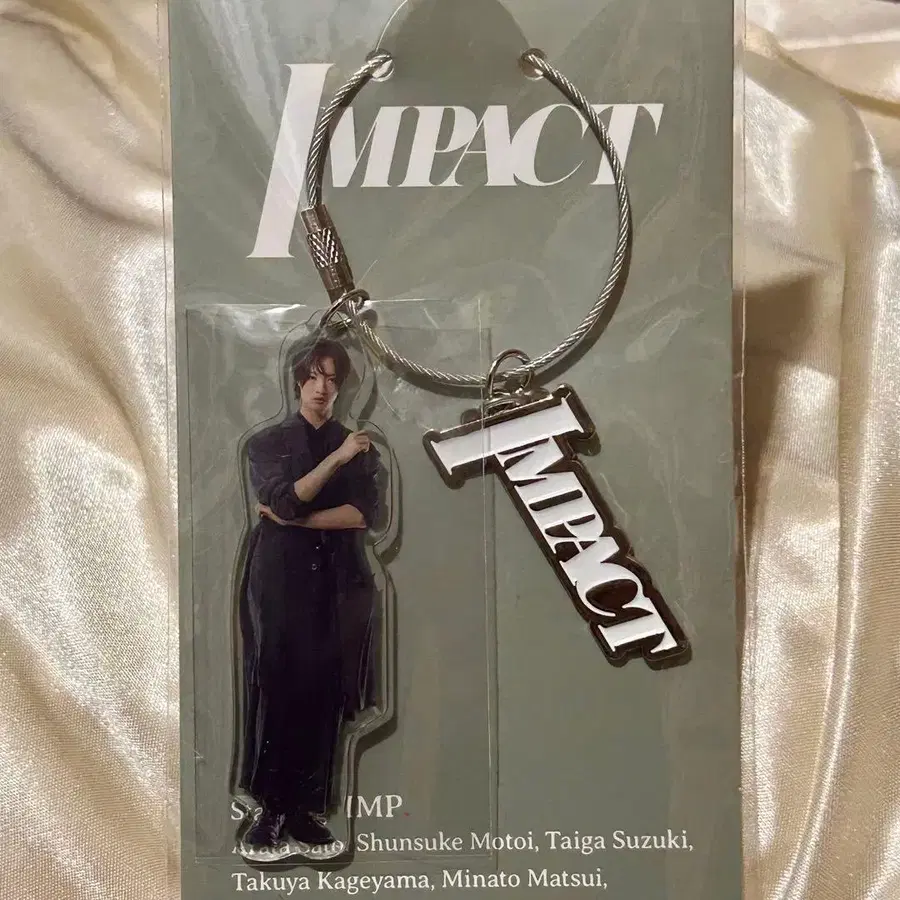 IMPACT
IMPACT
IMP.
Shunsuke Motoi, Taiga Suzuki,
Takuya Kageyama, Minato Matsui,